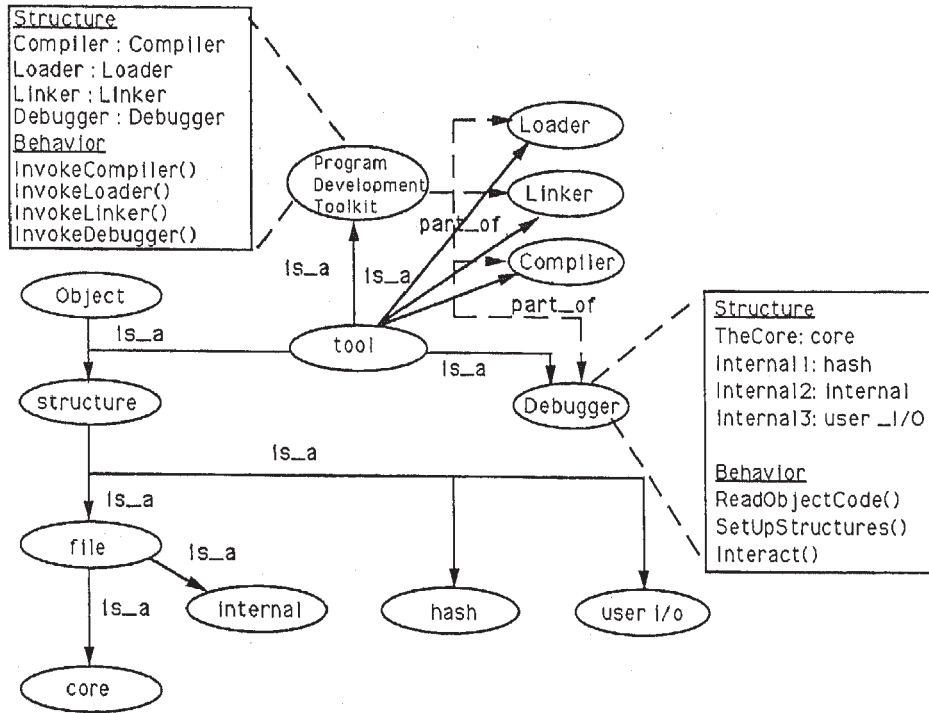 Structure
Compiler : Compiler
Loader : Loader
Linker : Linker
Debugger : Debugger
Behavior
InvokeCompiler()
InvokeLoader()
InvokeLinker()
InvokeDebugger()
Program
Development
Toolkit
Loader
Linker
part_of
Compiler
is_a
is_a
part_of
Object
is_a
tool
is_a
structure
Debugger
Structure
TheCore: core
Internal1: hash
Internal2: internal
Internal3: user_i/O
Behavior
ReadObjectCode()
SetUpStructures()
Interact()
is_a
is_a
file
is_a
internal
hash
user i/o
is_a
core